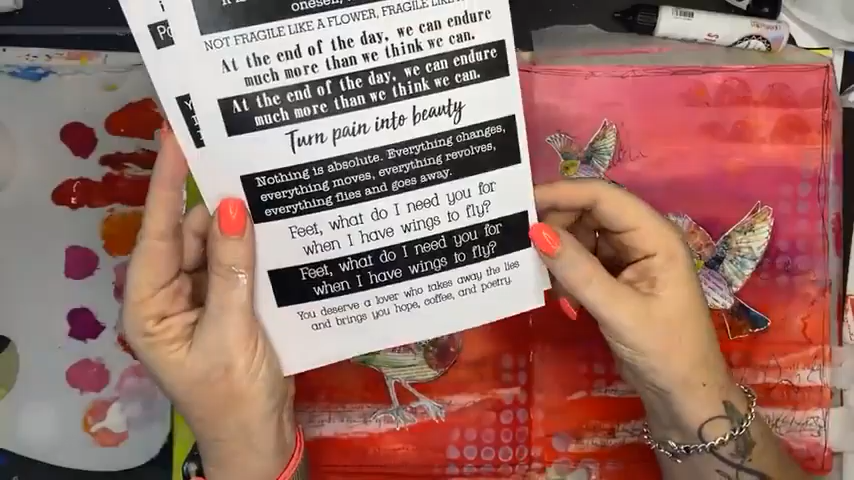 onesel
NOT FRAGILE LIKE A FLOWER, FRAGILE LIKE
At the end of the day, we can endure
much more than we think we can.
At the end of the day, we can endure
much more than we think we can.
Turn pain into beauty
Nothing is absolute. Everything changes,
everything moves, everything revolves,
everything flies and goes away.
Feet, what do I need you for
when I have wings to fly?
Feet, what do I need you for
when I have wings to fly?
You deserve a lover who takes away the lies
and brings you hope, coffee, and poetry.